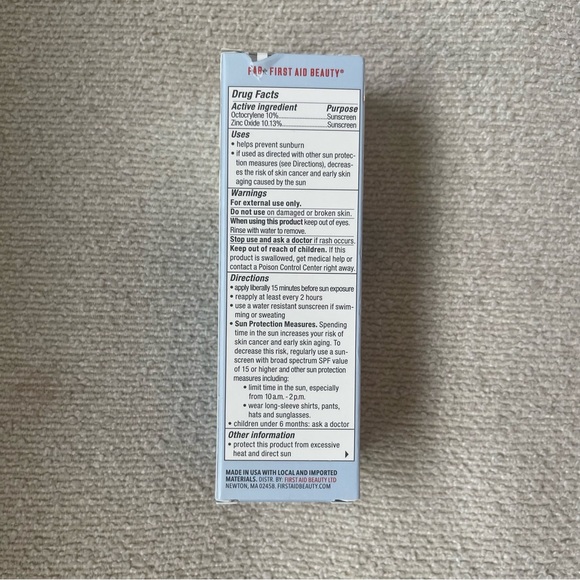 FAB+ FIRST AID BEAUTY®
Drug Facts
Active ingredient Purpose
Octocrylene 10% Sunscreen
Zinc Oxide 10.13% Sunscreen
Uses
• helps prevent sunburn
• if used as directed with other sun protec-
tion measures (see Directions), decreas-
es the risk of skin cancer and early skin
aging caused by the sun
Warnings
For external use only.
Do not use on damaged or broken skin.
When using this product keep out of eyes.
Rinse with water to remove.
Stop use and ask a doctor if rash occurs.
Keep out of reach of children. If this
product is swallowed, get medical help or
contact a Poison Control Center right away.
Directions
• apply liberally 15 minutes before sun exposure
• reapply at least every 2 hours
• use a water resistant sunscreen if swim-
ming or sweating
• Sun Protection Measures. Spending
time in the sun increases your risk of
skin cancer and early skin aging. To
decrease this risk, regularly use a sun-
screen with broad spectrum SPF value
of 15 or higher and other sun protection
measures including:
• limit time in the sun, especially
from 10 a.m. - 2 p.m.
• wear long-sleeve shirts, pants,
hats and sunglasses.
• children under 6 months: ask a doctor
Other information
• protect this product from excessive
heat and direct sun
MADE IN USA WITH LOCAL AND IMPORTED
MATERIALS. DISTR. BY: FIRST AID BEAUTY LTD
NEWTON, MA 02458. FIRSTAIDBEAUTY.COM